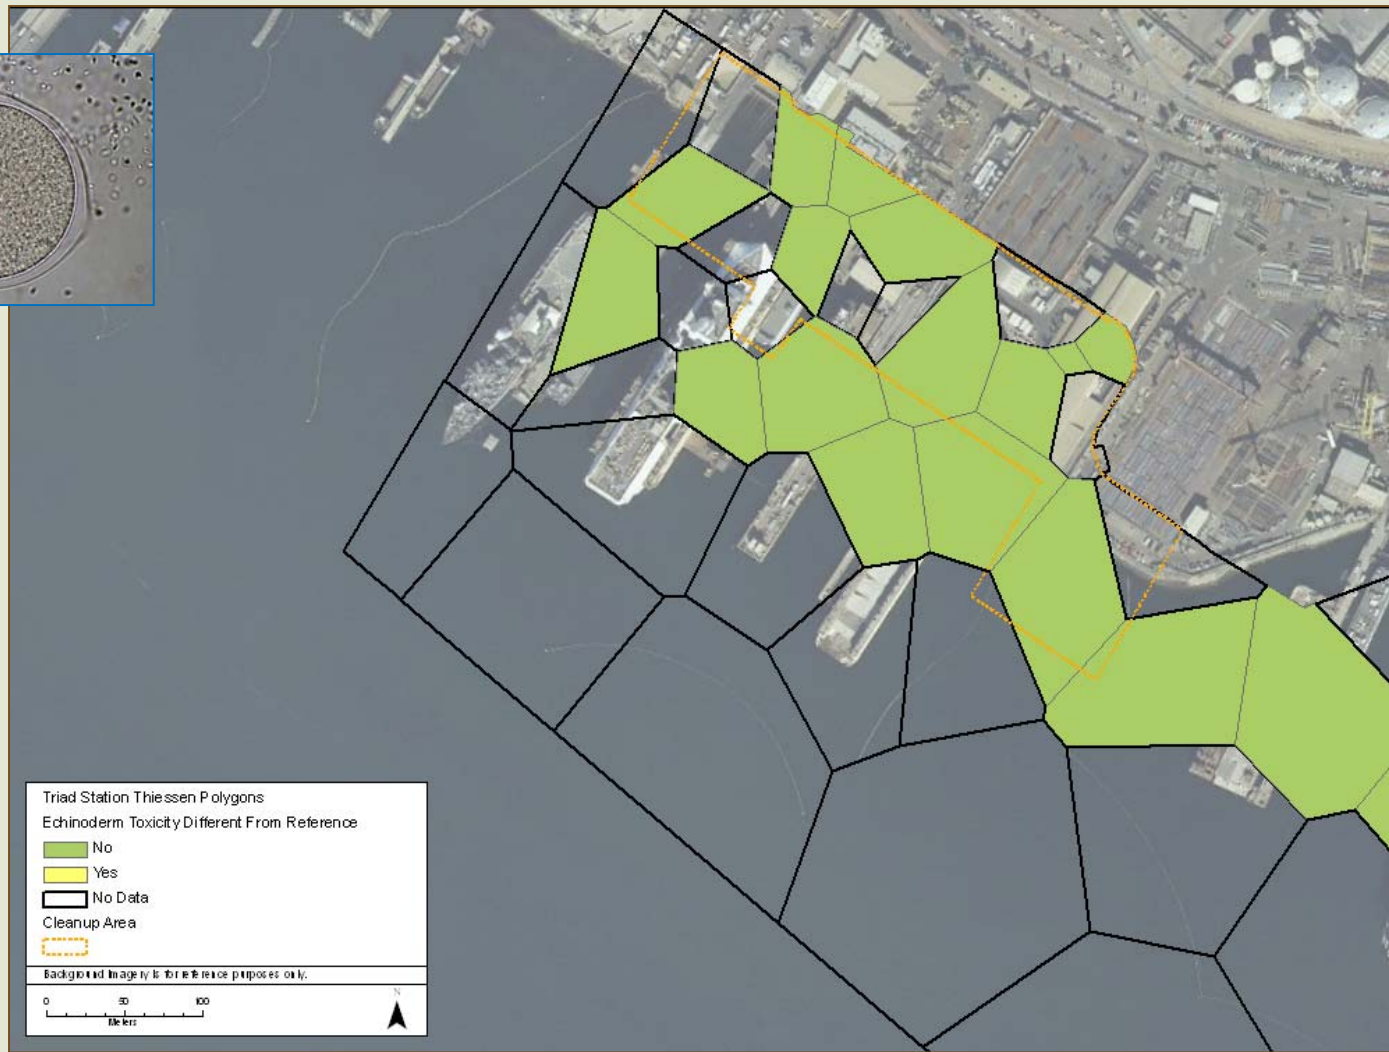 Triad Station Thiessen Polygons
Echinoderm Toxicity Different From Reference
No
Yes
No Data
Cleanup Area
Background Imagery is for reference purposes only.
0 50 100
Meters
N